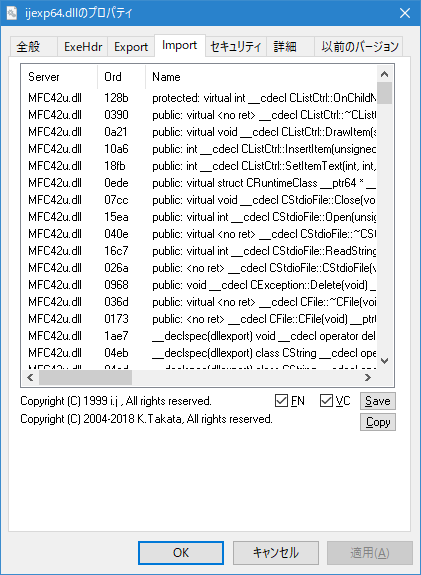 ijexp64.dllのプロパティ
全般 ExeHdr Export Import セキュリティ 詳細 以前のバージョン
Server Ord Name
MFC42u.dll 128b protected: virtual int __cdecl CListCtrl::OnChildN
MFC42u.dll 0390 public: virtual <no ret> __cdecl CListCtrl::~CLis
MFC42u.dll 0a21 public: virtual void __cdecl CListCtrl::DrawItem(s
MFC42u.dll 10a6 public: int __cdecl CListCtrl::InsertItem(unsigned
MFC42u.dll 18fb public: int __cdecl CListCtrl::SetItemText(int, int,
MFC42u.dll 0ede public: virtual struct CRuntimeClass __ptr64 * __
MFC42u.dll 07cc public: virtual void __cdecl CStdioFile::Close(voi
MFC42u.dll 15ea public: virtual int __cdecl CStdioFile::Open(unsig
MFC42u.dll 040e public: virtual <no ret> __cdecl CStdioFile::~CS
MFC42u.dll 16c7 public: virtual int __cdecl CStdioFile::ReadString
MFC42u.dll 026a public: <no ret> __cdecl CStdioFile::CStdioFile(v
MFC42u.dll 0968 public: void __cdecl CException::Delete(void) __
MFC42u.dll 036d public: virtual <no ret> __cdecl CFile::~CFile(voi
MFC42u.dll 0173 public: <no ret> __cdecl CFile::CFile(void) __ptr
MFC42u.dll 1ae7 __declspec(dllexport) void __cdecl operator del
MFC42u.dll 04eb __declspec(dllexport) class CString __cdecl ope
Copyright (C) 1999 i.j , All rights reserved. FN VC Save
Copyright (C) 2004-2018 K.Takata, All rights reserved. Copy
OK キャンセル 適用(A)